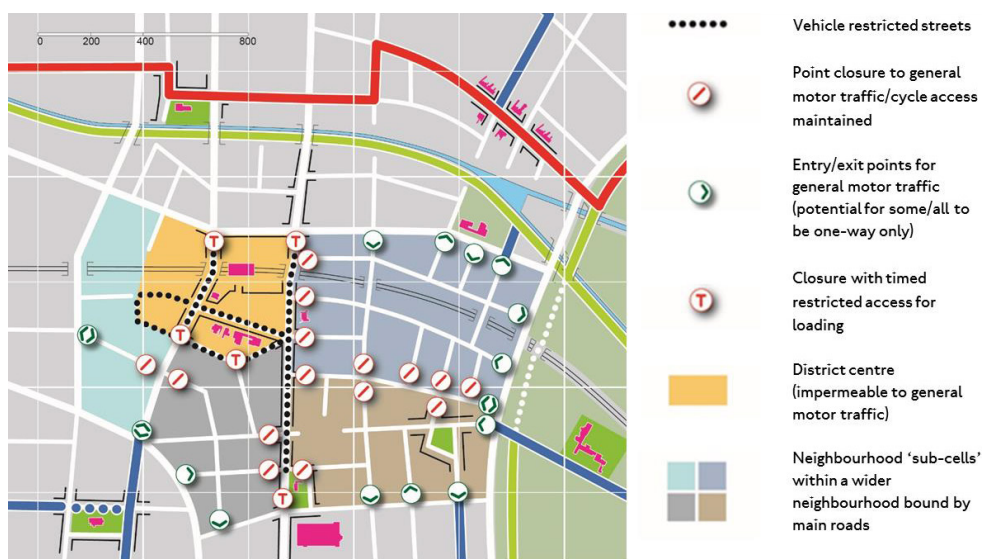 0 200 400 800
T T
T
T
T
Vehicle restricted streets
Point closure to general
motor traffic/cycle access
maintained
Entry/exit points for
general motor traffic
(potential for some/all to
be one-way only)
T
Closure with timed
restricted access for
loading
District centre
(impermeable to general
motor traffic)
Neighbourhood ‘sub-cells’
within a wider
neighbourhood bound by
main roads